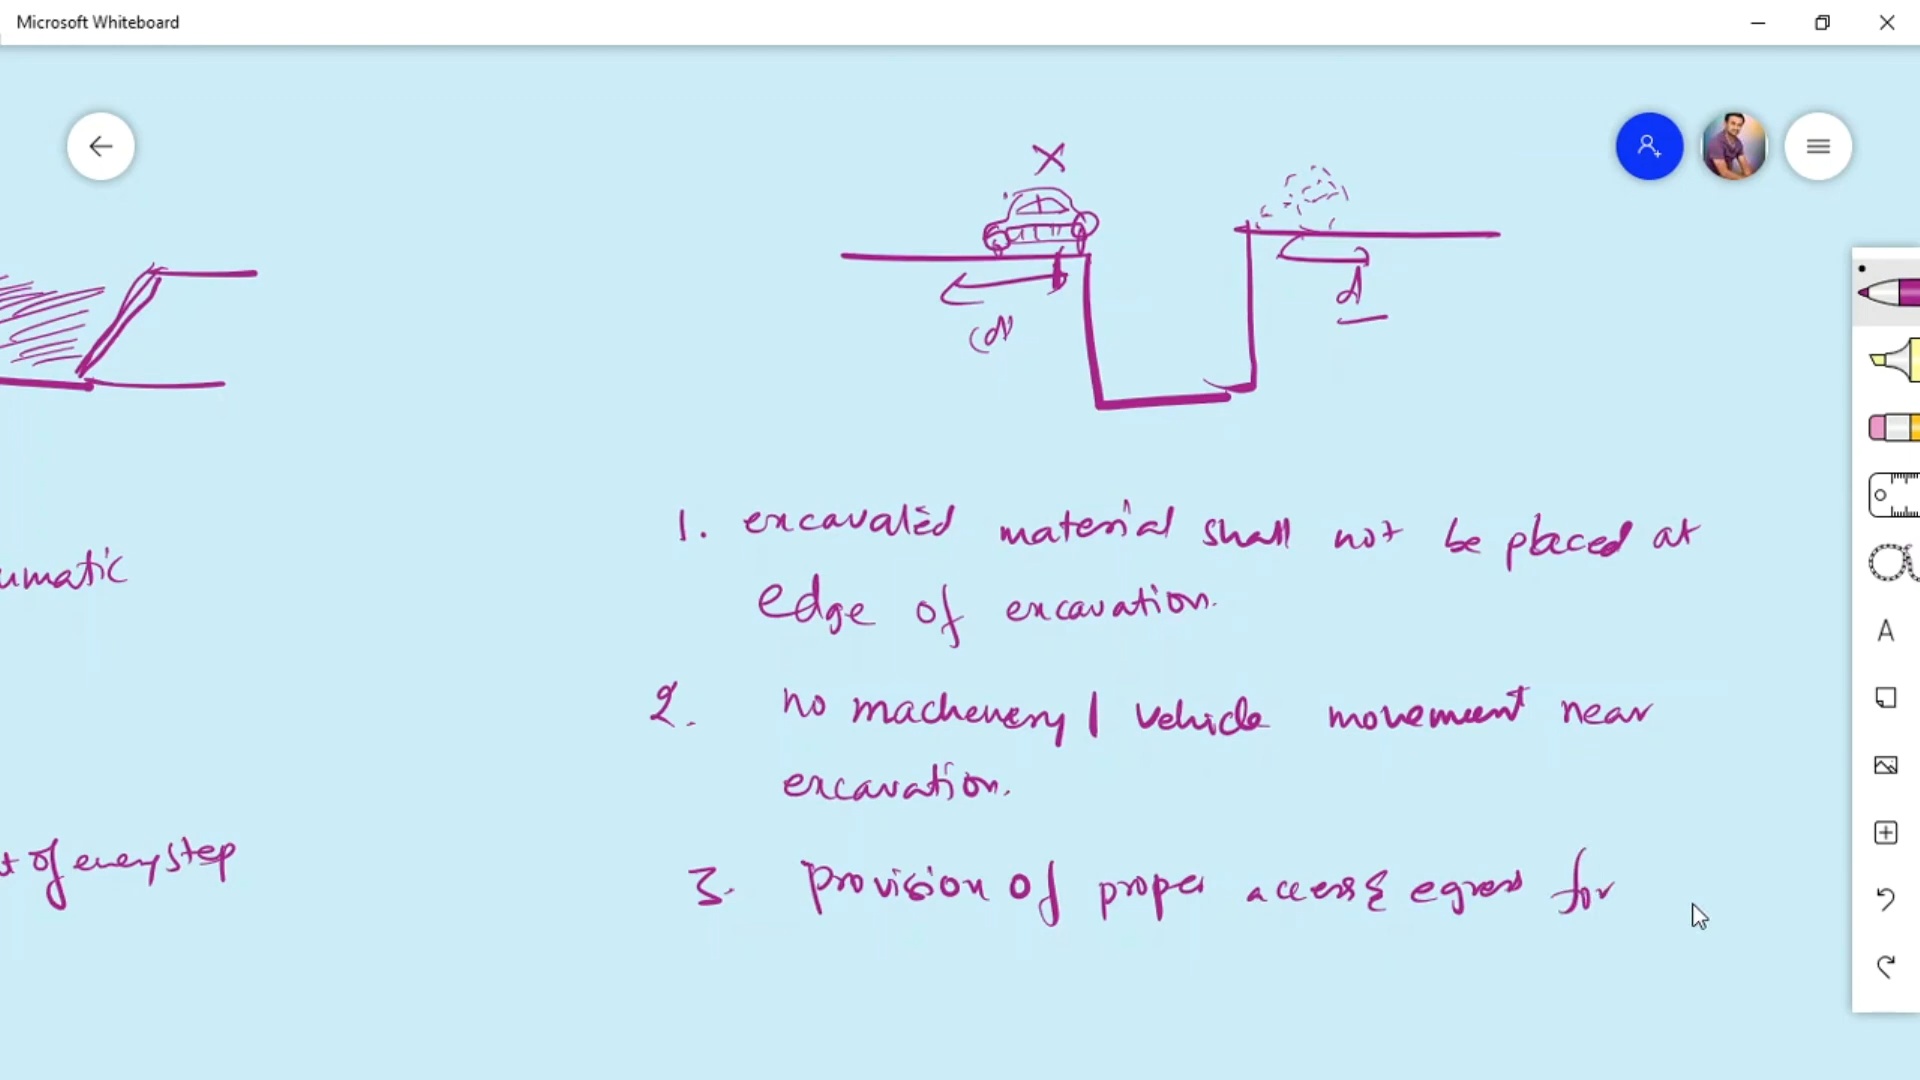 Microsoft Whiteboard
X
d
d
umatic
t of every step
1. excavated material shall not be placed at
edge of excavation.
2. no machenery | vehicle movement near
excavation.
3. provision of proper access & egress for
A